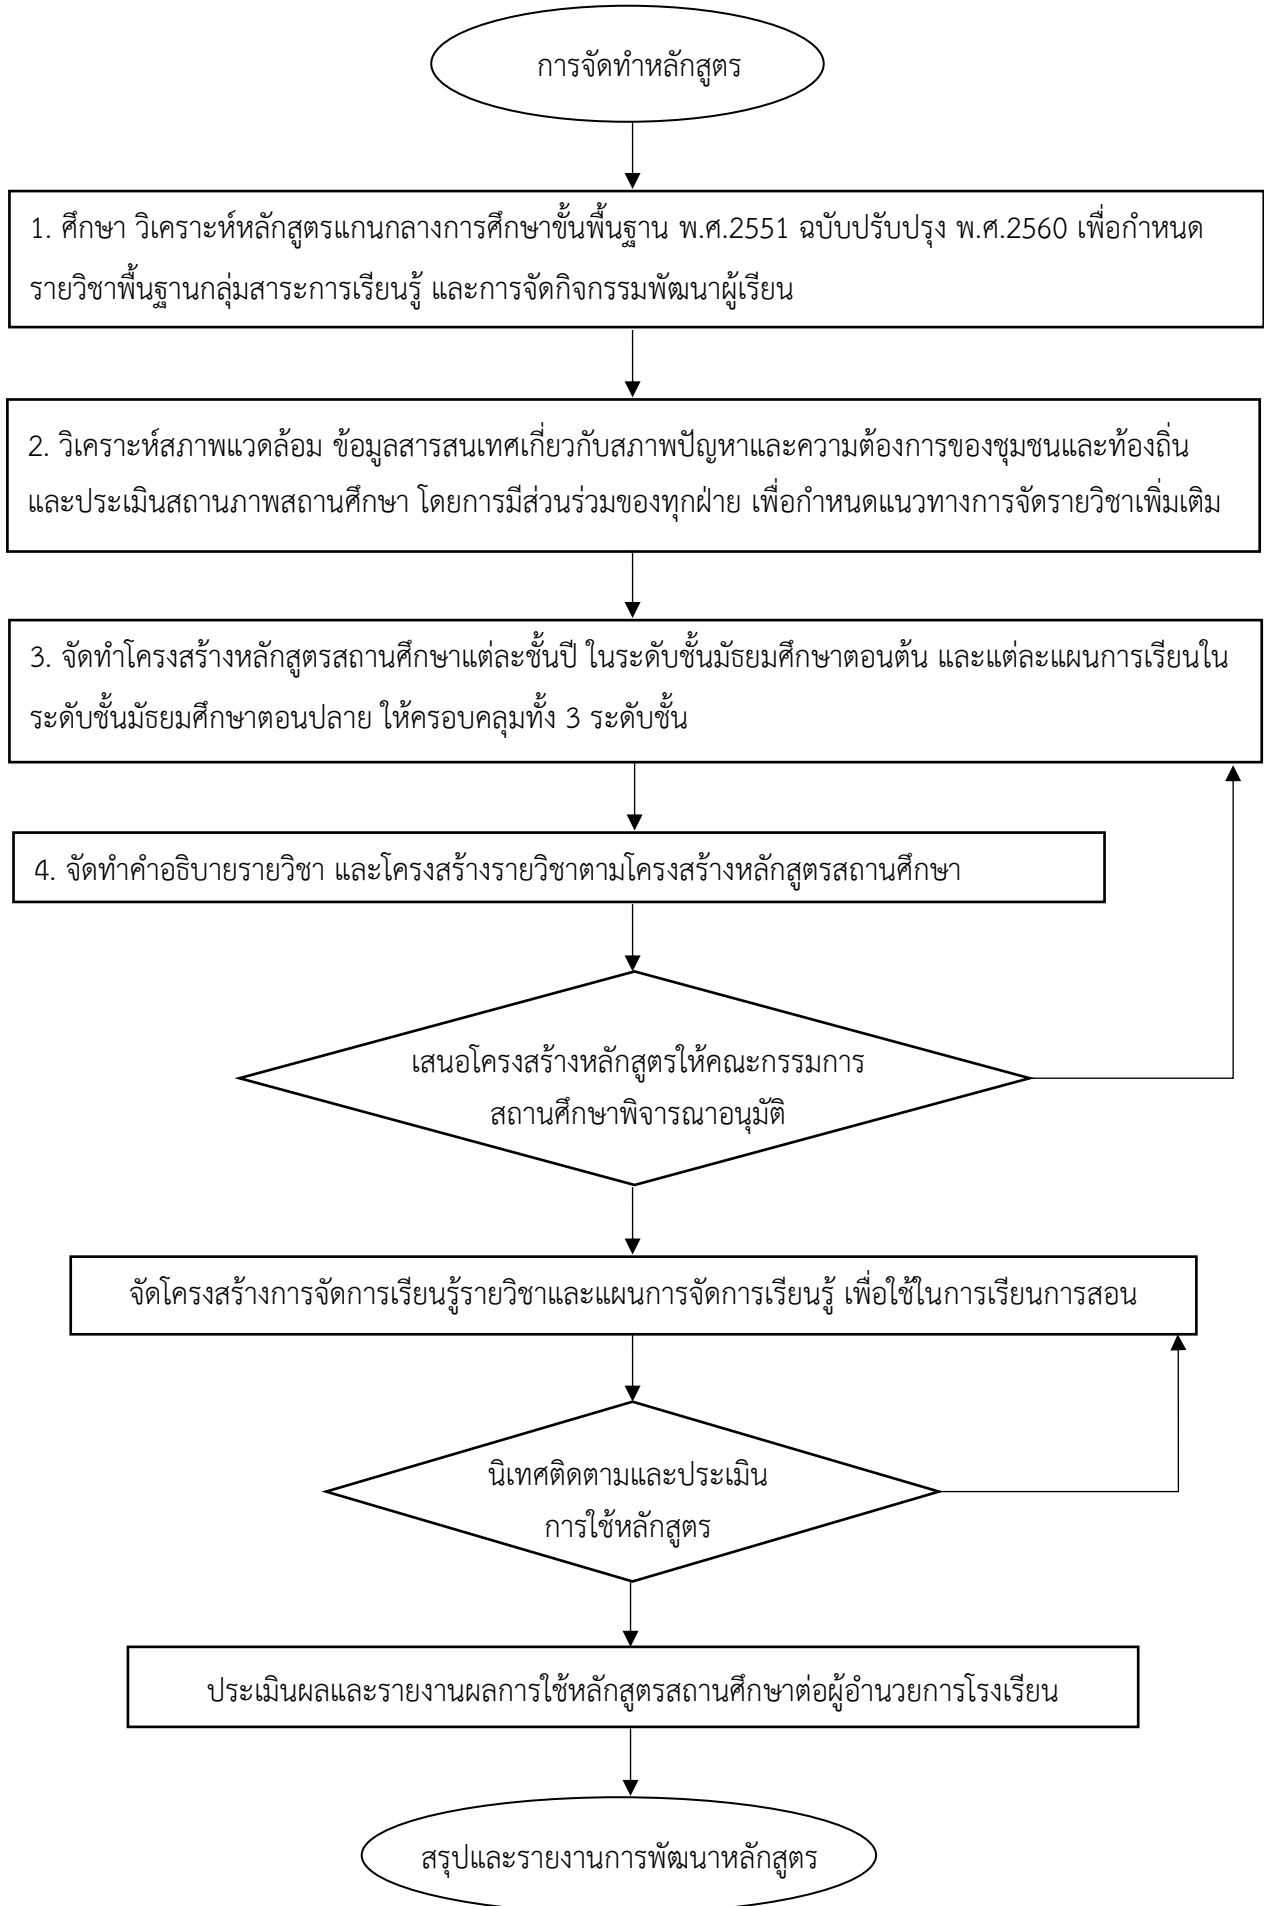 การจัดทำหลักสูตร
1. ศึกษา วิเคราะห์หลักสูตรแกนกลางการศึกษาขั้นพื้นฐาน พ.ศ.2551 ฉบับปรับปรุง พ.ศ.2560 เพื่อกำหนด
รายวิชาพื้นฐานกลุ่มสาระการเรียนรู้ และการจัดกิจกรรมพัฒนาผู้เรียน
2. วิเคราะห์สภาพแวดล้อม ข้อมูลสารสนเทศเกี่ยวกับสภาพปัญหาและความต้องการของชุมชนและท้องถิ่น
และประเมินสถานภาพสถานศึกษา โดยการมีส่วนร่วมของทุกฝ่าย เพื่อกำหนดแนวทางการจัดรายวิชาเพิ่มเติม
3. จัดทำโครงสร้างหลักสูตรสถานศึกษาแต่ละชั้นปี ในระดับชั้นมัธยมศึกษาตอนต้น และแต่ละแผนการเรียนใน
ระดับชั้นมัธยมศึกษาตอนปลาย ให้ครอบคลุมทั้ง 3 ระดับชั้น
4. จัดทำคำอธิบายรายวิชา และโครงสร้างรายวิชาตามโครงสร้างหลักสูตรสถานศึกษา
เสนอโครงสร้างหลักสูตรให้คณะกรรมการ
สถานศึกษาพิจารณาอนุมัติ
จัดโครงสร้างการจัดการเรียนรู้รายวิชาและแผนการจัดการเรียนรู้ เพื่อใช้ในการเรียนการสอน
นิเทศติดตามและประเมิน
การใช้หลักสูตร
ประเมินผลและรายงานผลการใช้หลักสูตรสถานศึกษาต่อผู้อำนวยการโรงเรียน
สรุปและรายงานการพัฒนาหลักสูตร